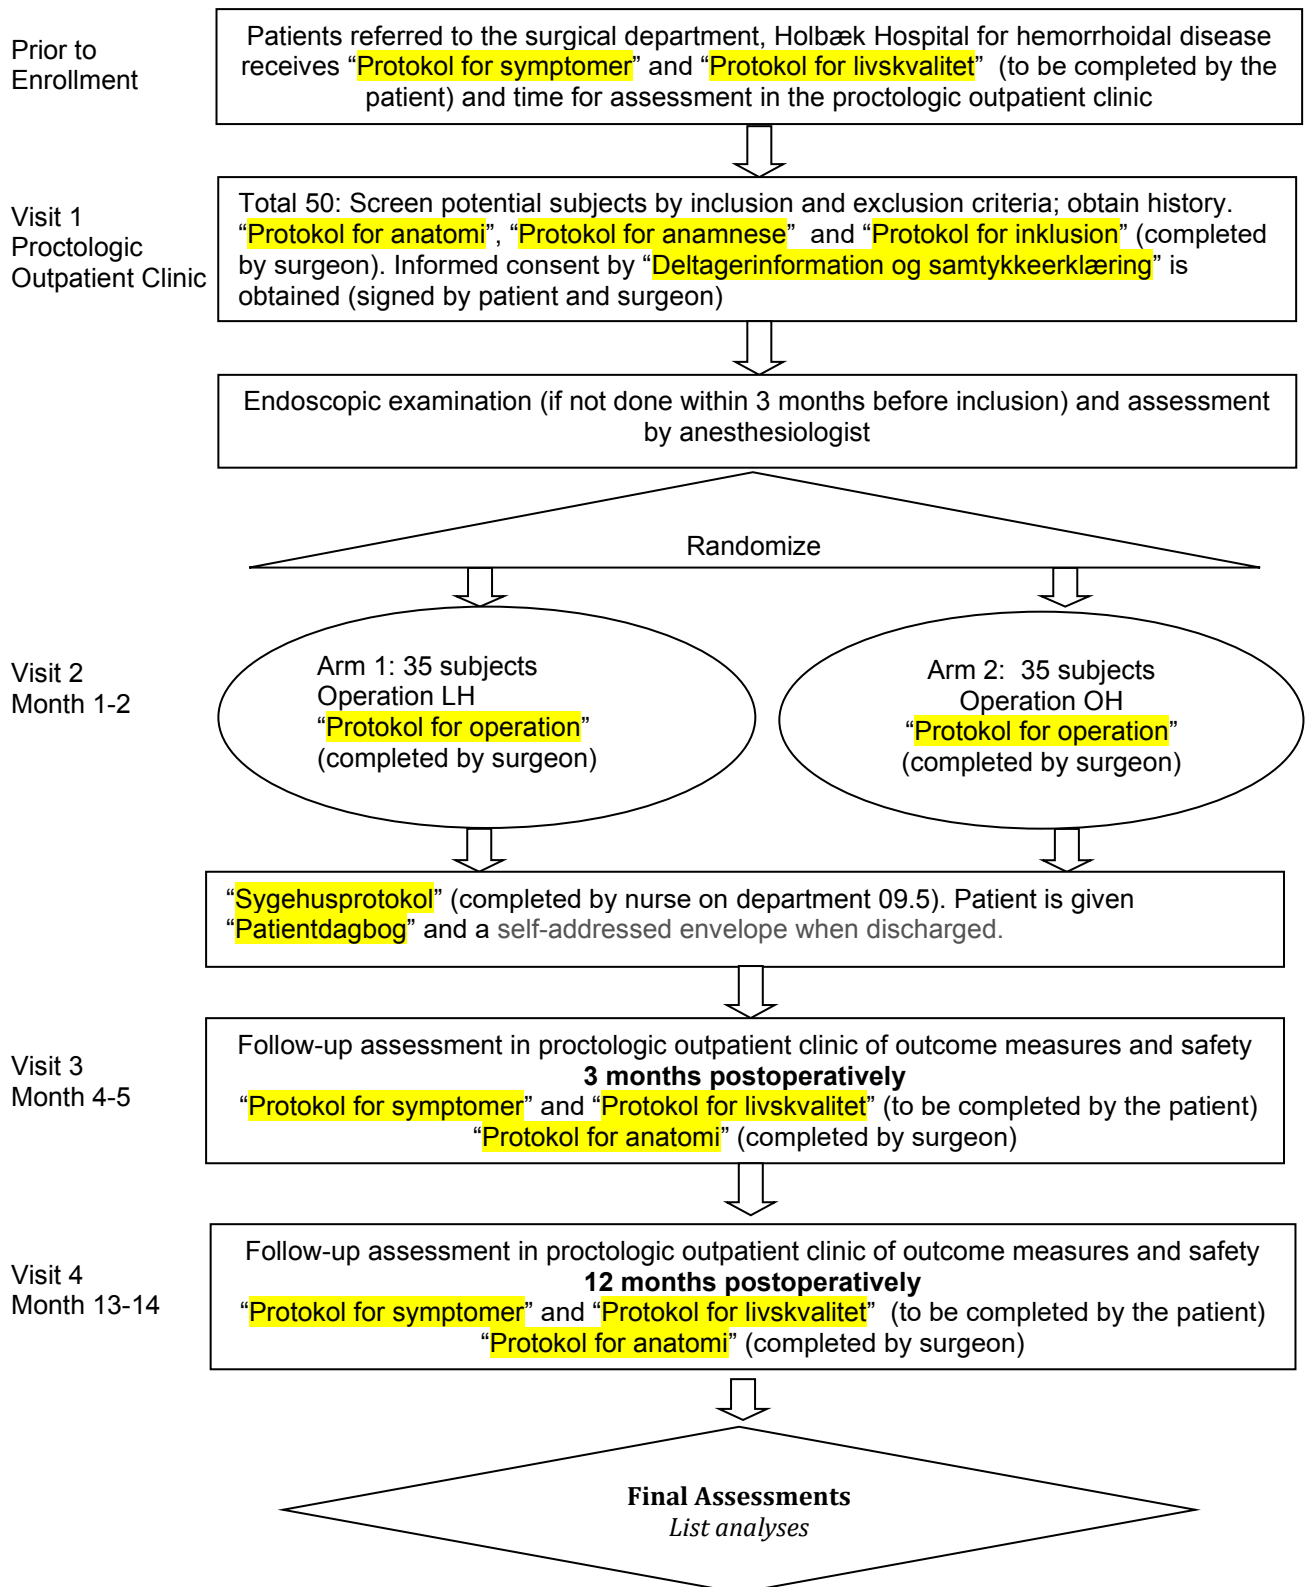 Prior to
Enrollment
Patients referred to the surgical department, Holbæk Hospital for hemorrhoidal disease
receives “Protokol for symptomer” and “Protokol for livskvalitet” (to be completed by the
patient) and time for assessment in the proctologic outpatient clinic
Visit 1
Proctologic
Outpatient Clinic
Total 50: Screen potential subjects by inclusion and exclusion criteria; obtain history.
“Protokol for anatomi”, “Protokol for anamnese” and “Protokol for inklusion” (completed
by surgeon). Informed consent by “Deltagerinformation og samtykkeerklæring” is
obtained (signed by patient and surgeon)
Endoscopic examination (if not done within 3 months before inclusion) and assessment
by anesthesiologist
Randomize
Visit 2
Month 1-2
Arm 1: 35 subjects
Operation LH
“Protokol for operation”
(completed by surgeon)
Arm 2: 35 subjects
Operation OH
“Protokol for operation”
(completed by surgeon)
“Sygehusprotokol” (completed by nurse on department 09.5). Patient is given
“Patientdagbog” and a self-addressed envelope when discharged.
Visit 3
Month 4-5
Follow-up assessment in proctologic outpatient clinic of outcome measures and safety
3 months postoperatively
“Protokol for symptomer” and “Protokol for livskvalitet” (to be completed by the patient)
“Protokol for anatomi” (completed by surgeon)
Visit 4
Month 13-14
Follow-up assessment in proctologic outpatient clinic of outcome measures and safety
12 months postoperatively
“Protokol for symptomer” and “Protokol for livskvalitet” (to be completed by the patient)
“Protokol for anatomi” (completed by surgeon)
Final Assessments
List analyses